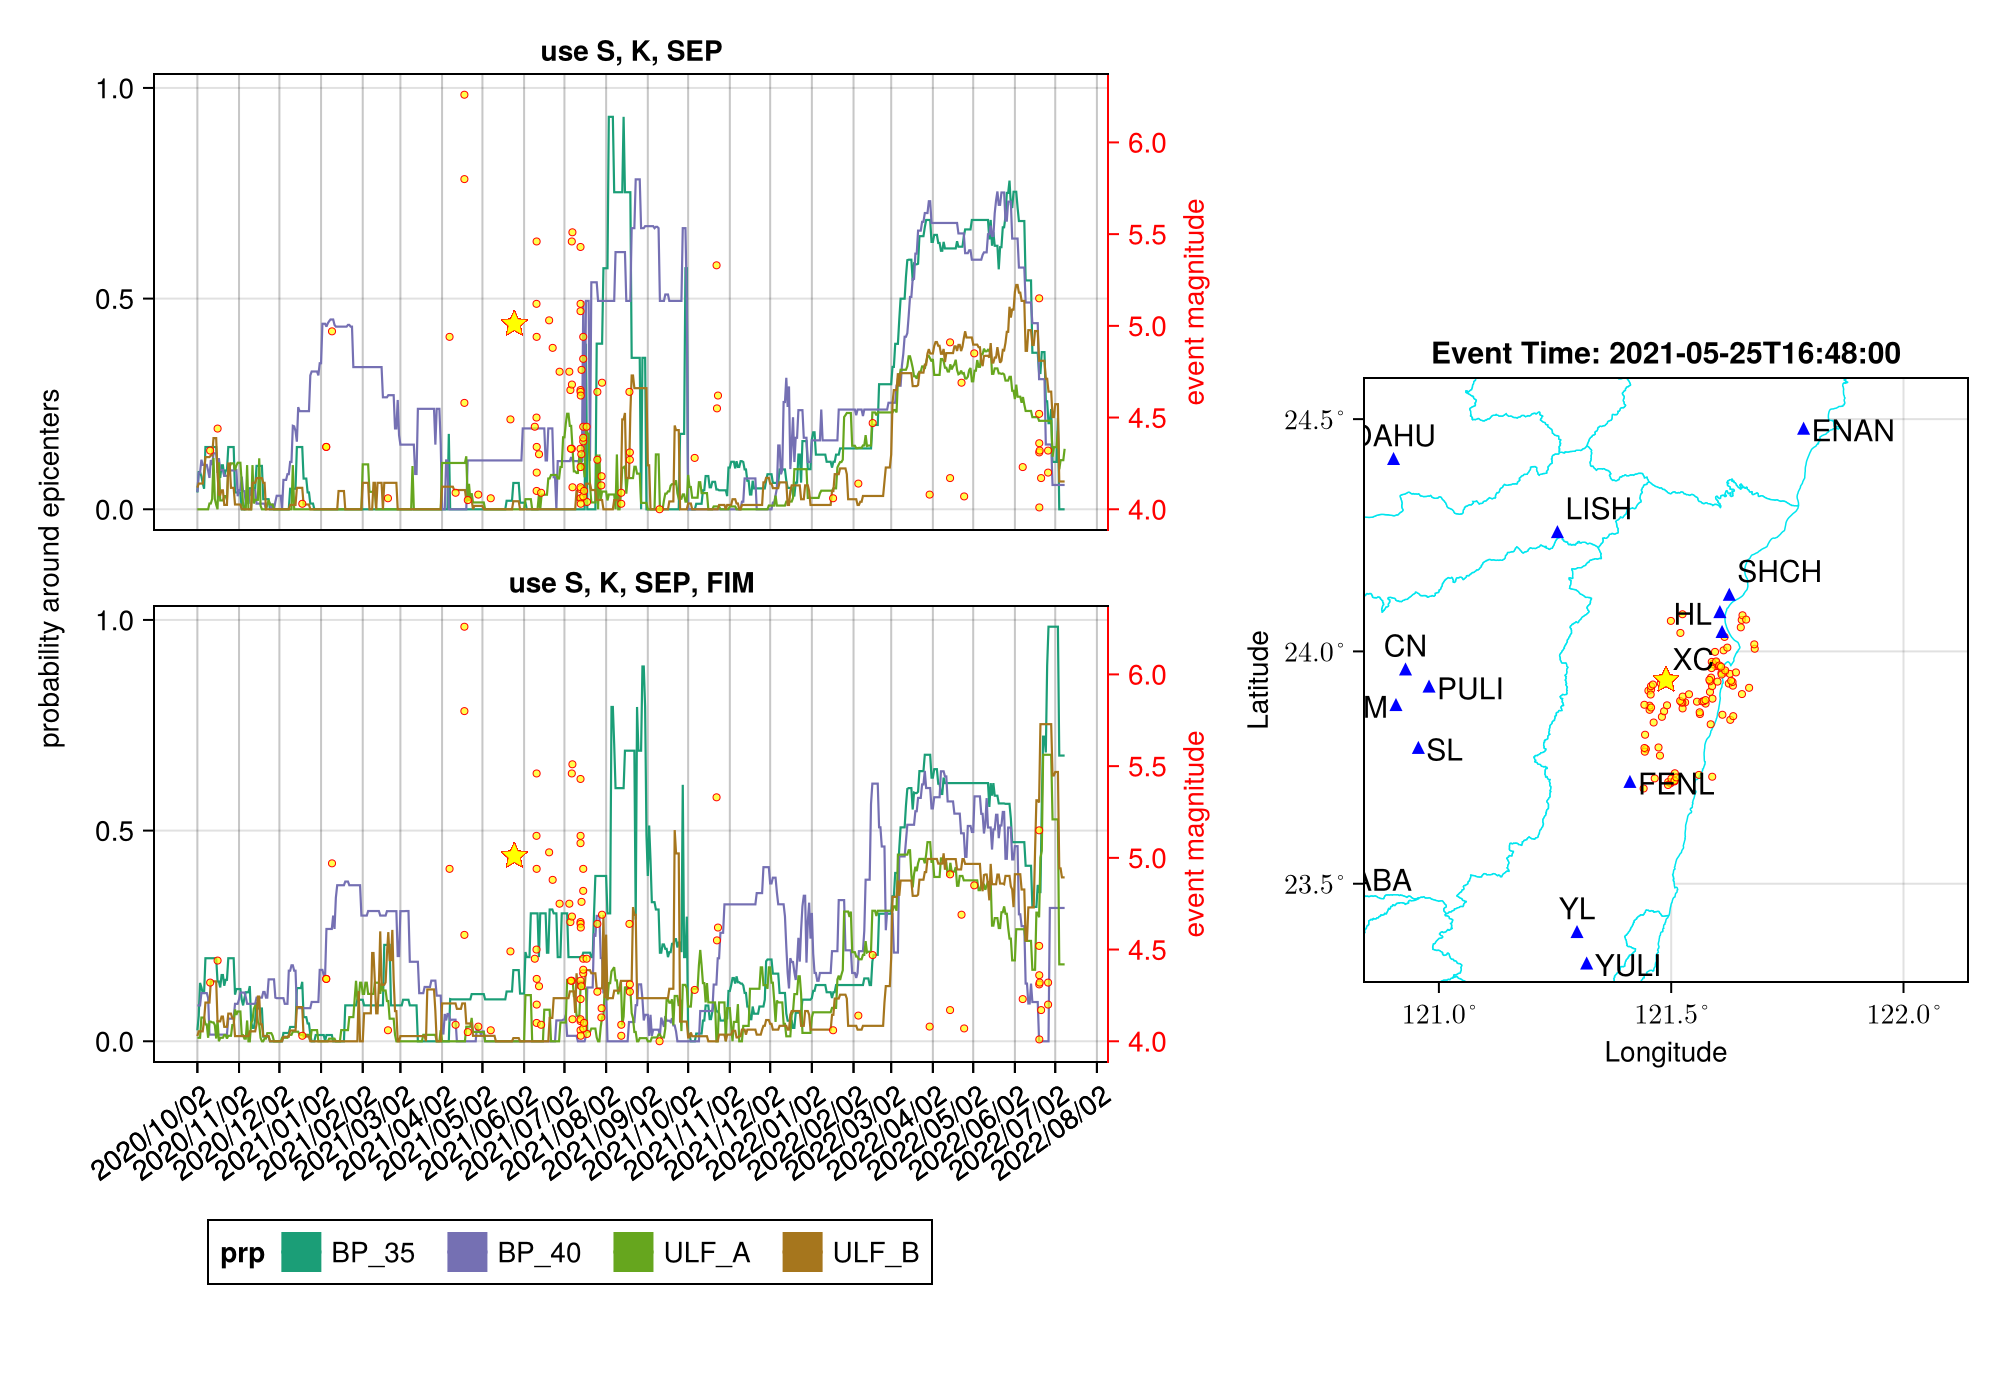 use S, K, SEP
1.0
0.5
0.0
6.0
5.5
5.0
4.5
4.0
event magnitude
probability around epicenters
use S, K, SEP, FIM
1.0
0.5
0.0
6.0
5.5
5.0
4.5
4.0
event magnitude
2020/10/02
2020/11/02
2020/12/02
2021/01/02
2021/02/02
2021/03/02
2021/04/02
2021/05/02
2021/06/02
2021/07/02
2021/08/02
2021/09/02
2021/10/02
2021/11/02
2021/12/02
2022/01/02
2022/02/02
2022/03/02
2022/04/02
2022/05/02
2022/06/02
2022/07/02
2022/08/02
prp BP_35 BP_40 ULF_A ULF_B
Event Time: 2021-05-25T16:48:00
24.5°
24.0°
23.5°
Latitude
DAHU
ENAN
LISH
SHCH
HL
CN
XC
PULI
M
SL
FENL
ABA
YL
YULI
121.0°
121.5°
122.0°
Longitude